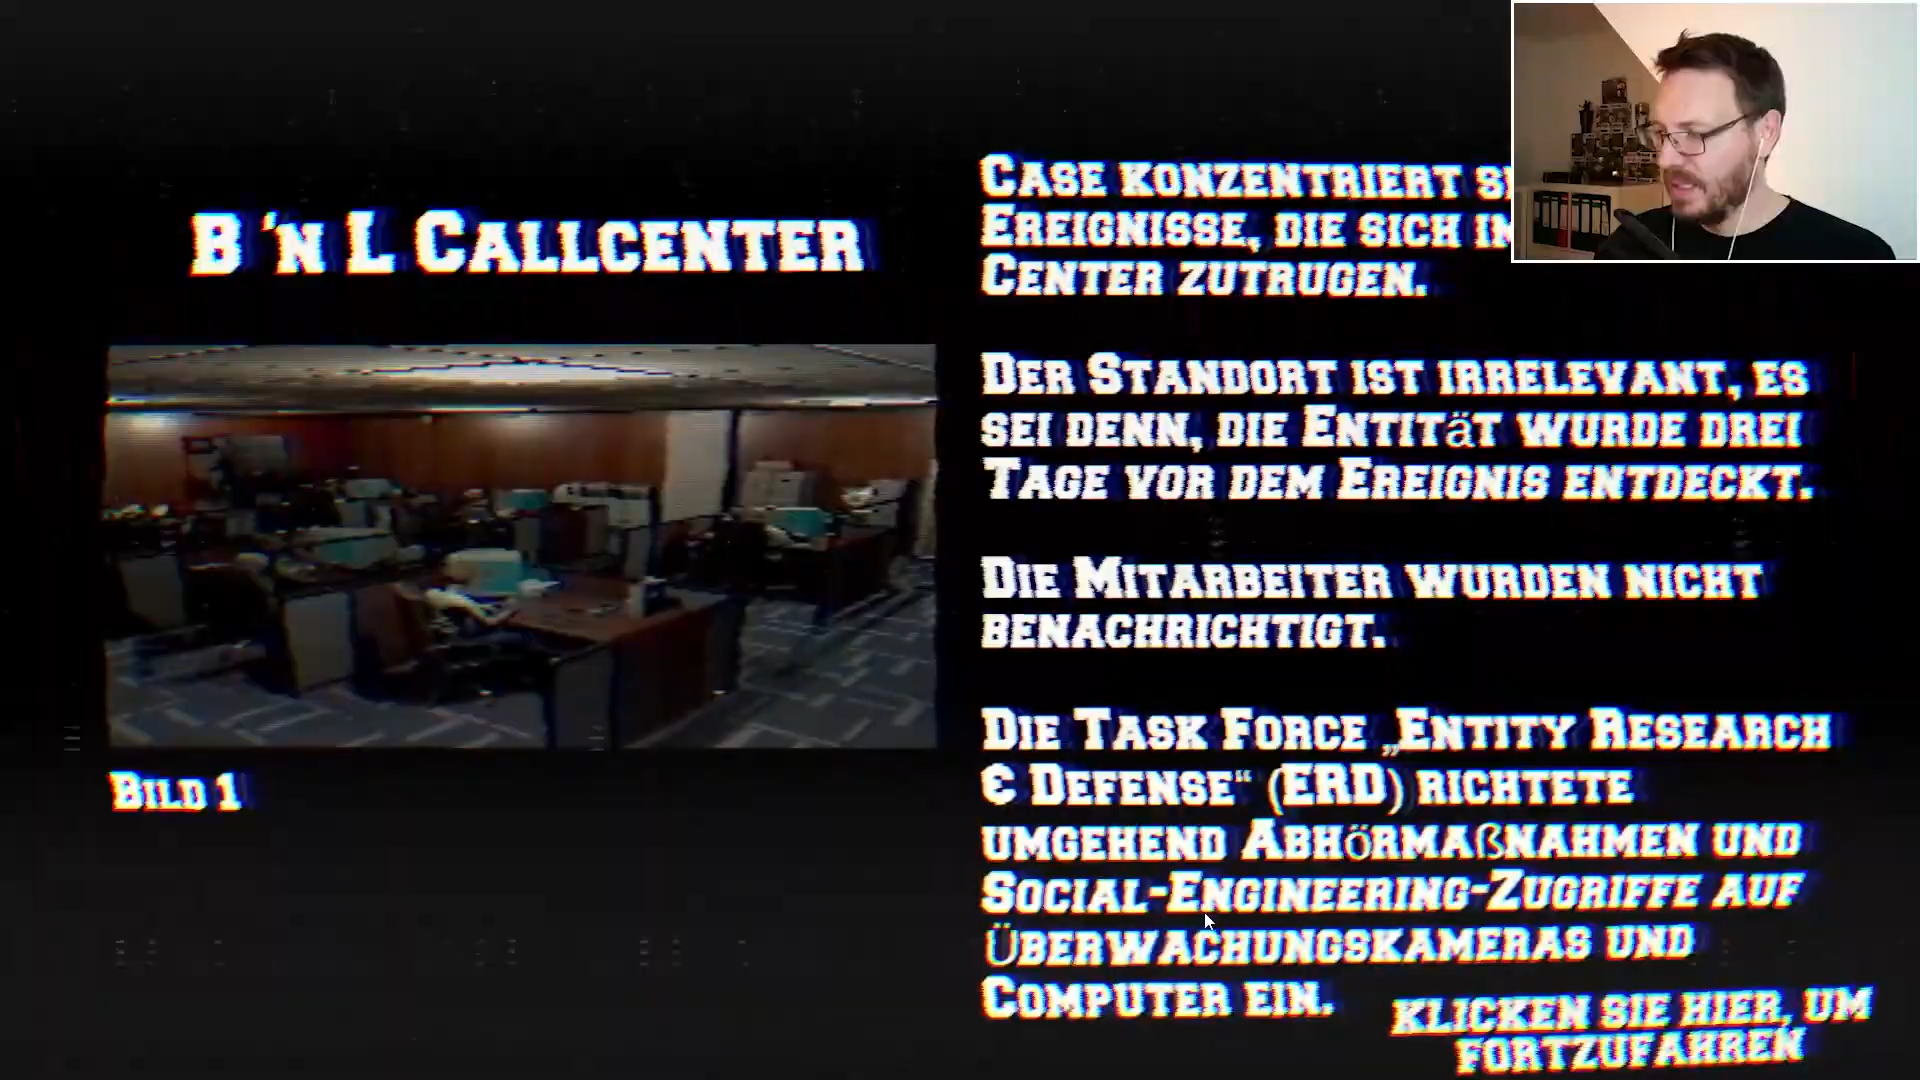 B 'n L Callcenter
Bild 1
Case konzentriert
Ereignisse, die sich
Center zutrugen.
Der Standort ist irrelevant, es
sei denn, die Entität wurde drei
Tage vor dem Ereignis entdeckt.
Die Mitarbeiter wurden nicht
benachrichtigt.
Die Task Force „Entity Research
& Defense“ (ERD) richtete
umgehend Abhörmaßnahmen und
Social-Engineering-Zugriffe auf
Überwachungskameras und
Computer ein.
Klicken Sie hier, um
fortzufahren